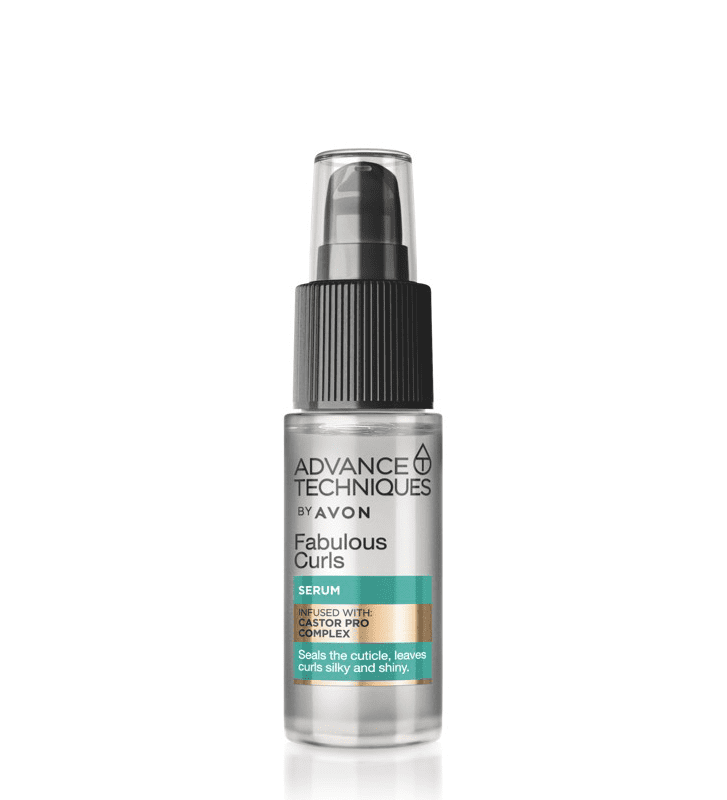 ADVANCE
TECHNIQUES
BY AVON
Fabulous
Curls
SERUM
INFUSED WITH:
CASTOR PRO
COMPLEX
Seals the cuticle, leaves
curls silky and shiny.